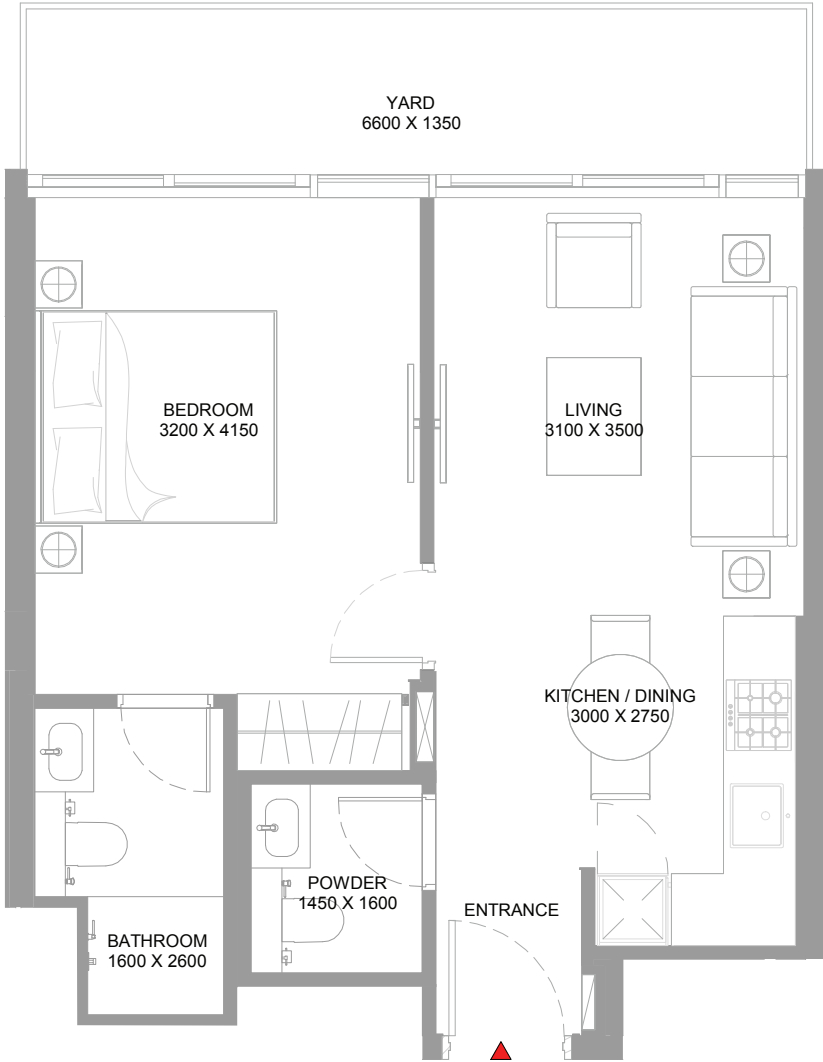 YARD
6600 X 1350
BEDROOM
3200 X 4150
LIVING
3100 X 3500
KITCHEN / DINING
3000 X 2750
POWDER
1450 X 1600
ENTRANCE
BATHROOM
1600 X 2600